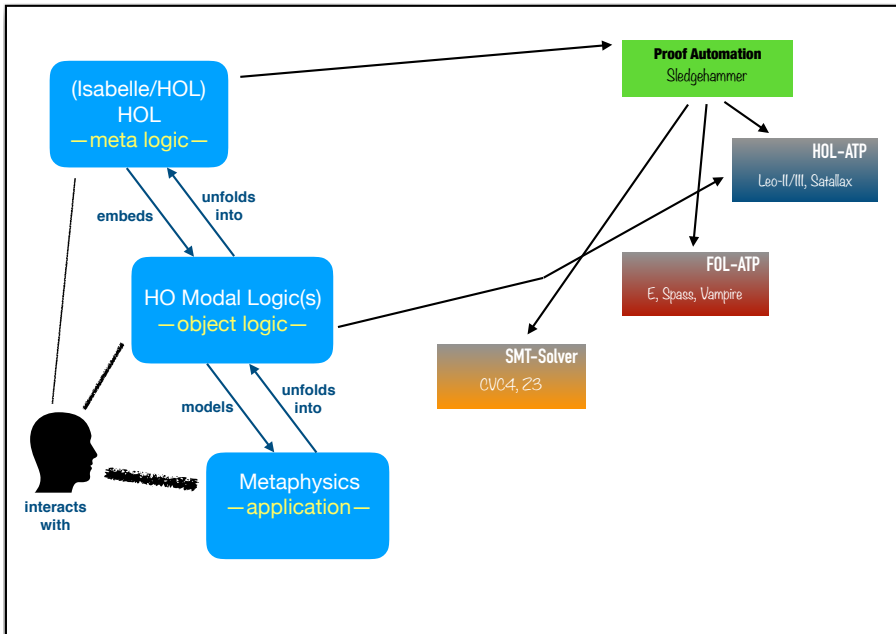 (Isabelle/HOL)
HOL
—meta logic—
embeds
unfolds
into
HO Modal Logic(s)
—object logic—
models
unfolds
into
Metaphysics
—application—
interacts
with
Proof Automation
Sledgehammer
HOL-ATP
Leo-II/III, Satallax
FOL-ATP
E, Spass, Vampire
SMT-Solver
CVC4, Z3